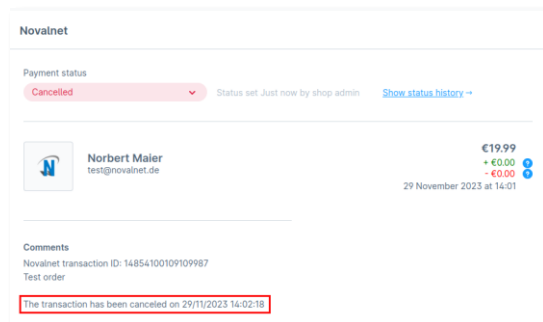 Novalnet
Payment status
Cancelled
Status set Just now by shop admin
Show status history →
N
Norbert Maier
test@novalnet.de
€19.99
+ €0.00 ?
- €0.00 ?
29 November 2023 at 14:01
Comments
Novalnet transaction ID: 14854100109109987
Test order
The transaction has been canceled on 29/11/2023 14:02:18